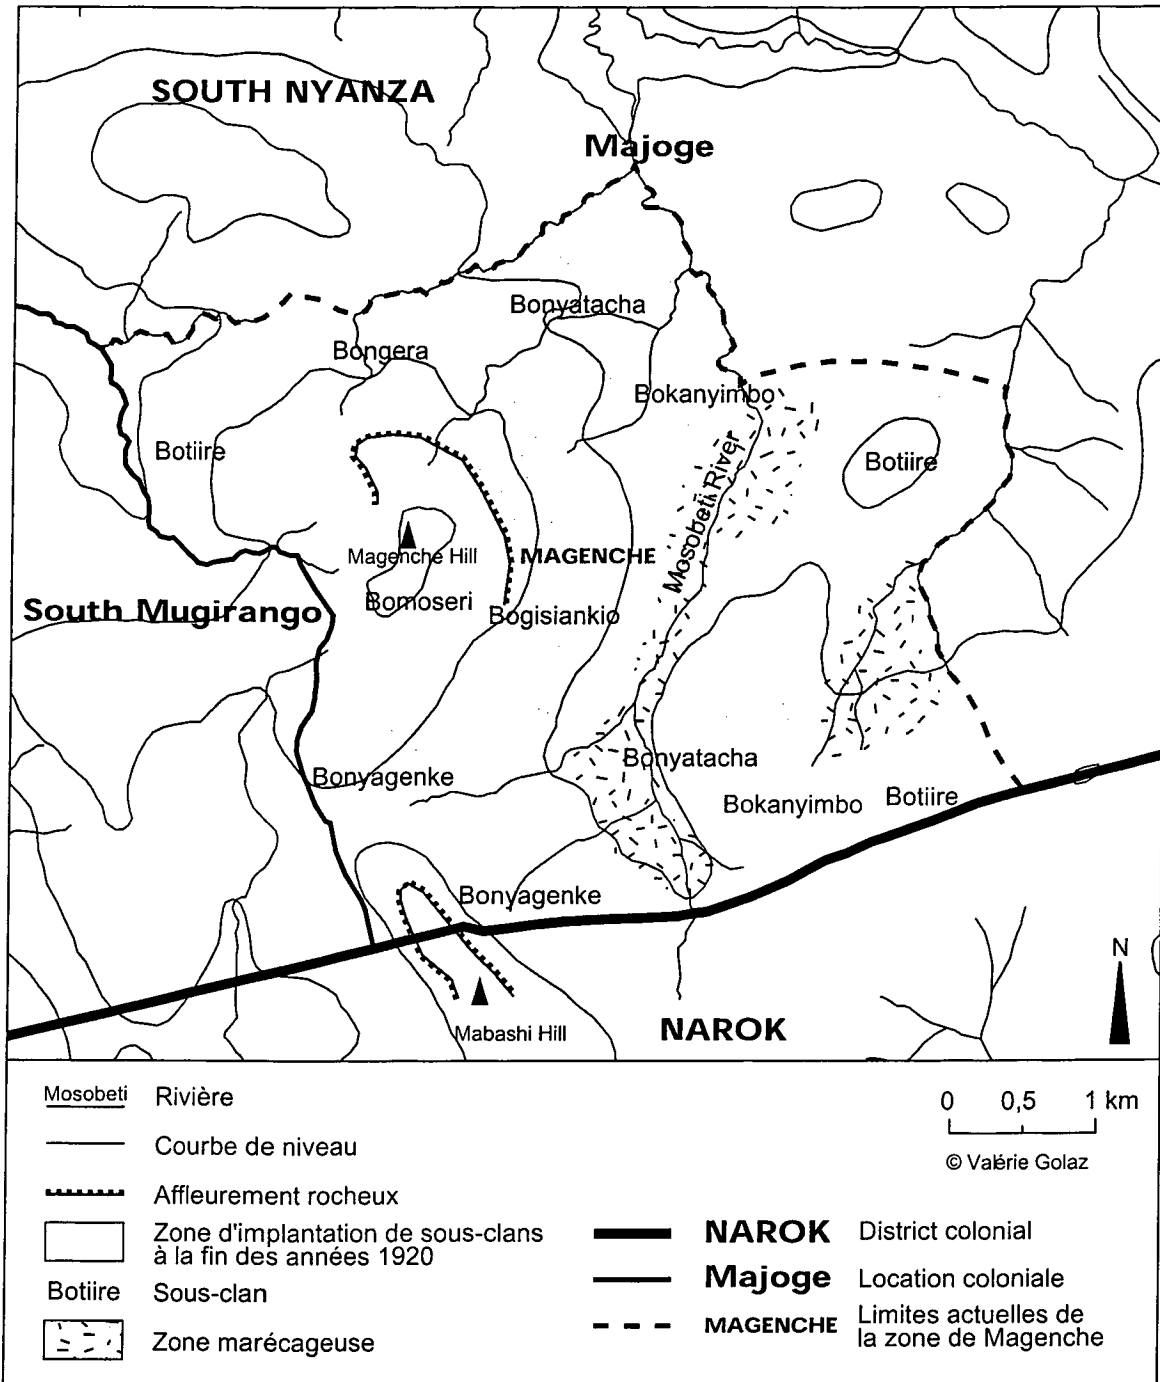 SOUTH NYANZA
Majoge
Bonyatacha
Bongera
Bokanyimbo
Botiire
Botiire
Mosobeti River
Magenche Hill
MAGENCHE
Bomoseri
Bogisiankio
South Mugirango
Bonyatacha
Bonyagenke
Bokanyimbo
Botiire
Bonyagenke
N
Mabashi Hill
NAROK
Mosobeti
Rivière
0 0,5 1 km
Courbe de niveau
© Valérie Golaz
Affleurement rocheux
Zone d'implantation de sous-clans
à la fin des années 1920
NAROK District colonial
Botiire Sous-clan
Majoge Location coloniale
Zone marécageuse
MAGENCHE Limites actuelles de
la zone de Magenche